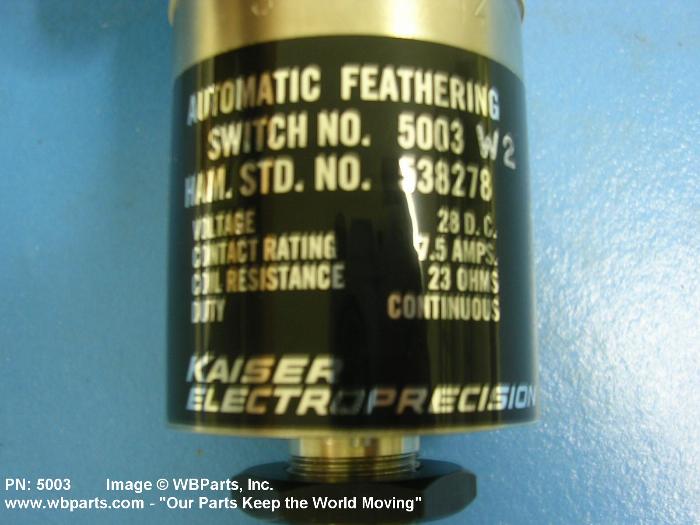 AUTOMATIC FEATHERING
SWITCH NO. 5003 W2
HAM. STD. NO. 538278
VOLTAGE 28 D. C.
CONTACT RATING 7.5 AMPS.
COIL RESISTANCE 23 OHMS
DUTY CONTINUOUS
KAISER
ELECTROPRECISION
PN: 5003 Image © WBParts, Inc.
www.wbparts.com - "Our Parts Keep the World Moving"